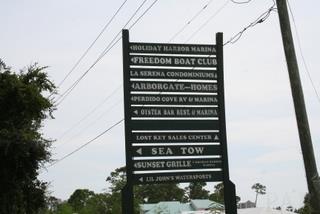 HOLIDAY HARBOR MARINA
FREEDOM BOAT CLUB
LA SERENA CONDOMINIUMS
ARBORGATE—HOMES
PERDIDO COVE RV & MARINA
OYSTER BAR REST. & MARINA
LOST KEY SALES CENTER
SEA TOW
SUNSET GRILLE
LIL JOHN'S WATERSPORTS